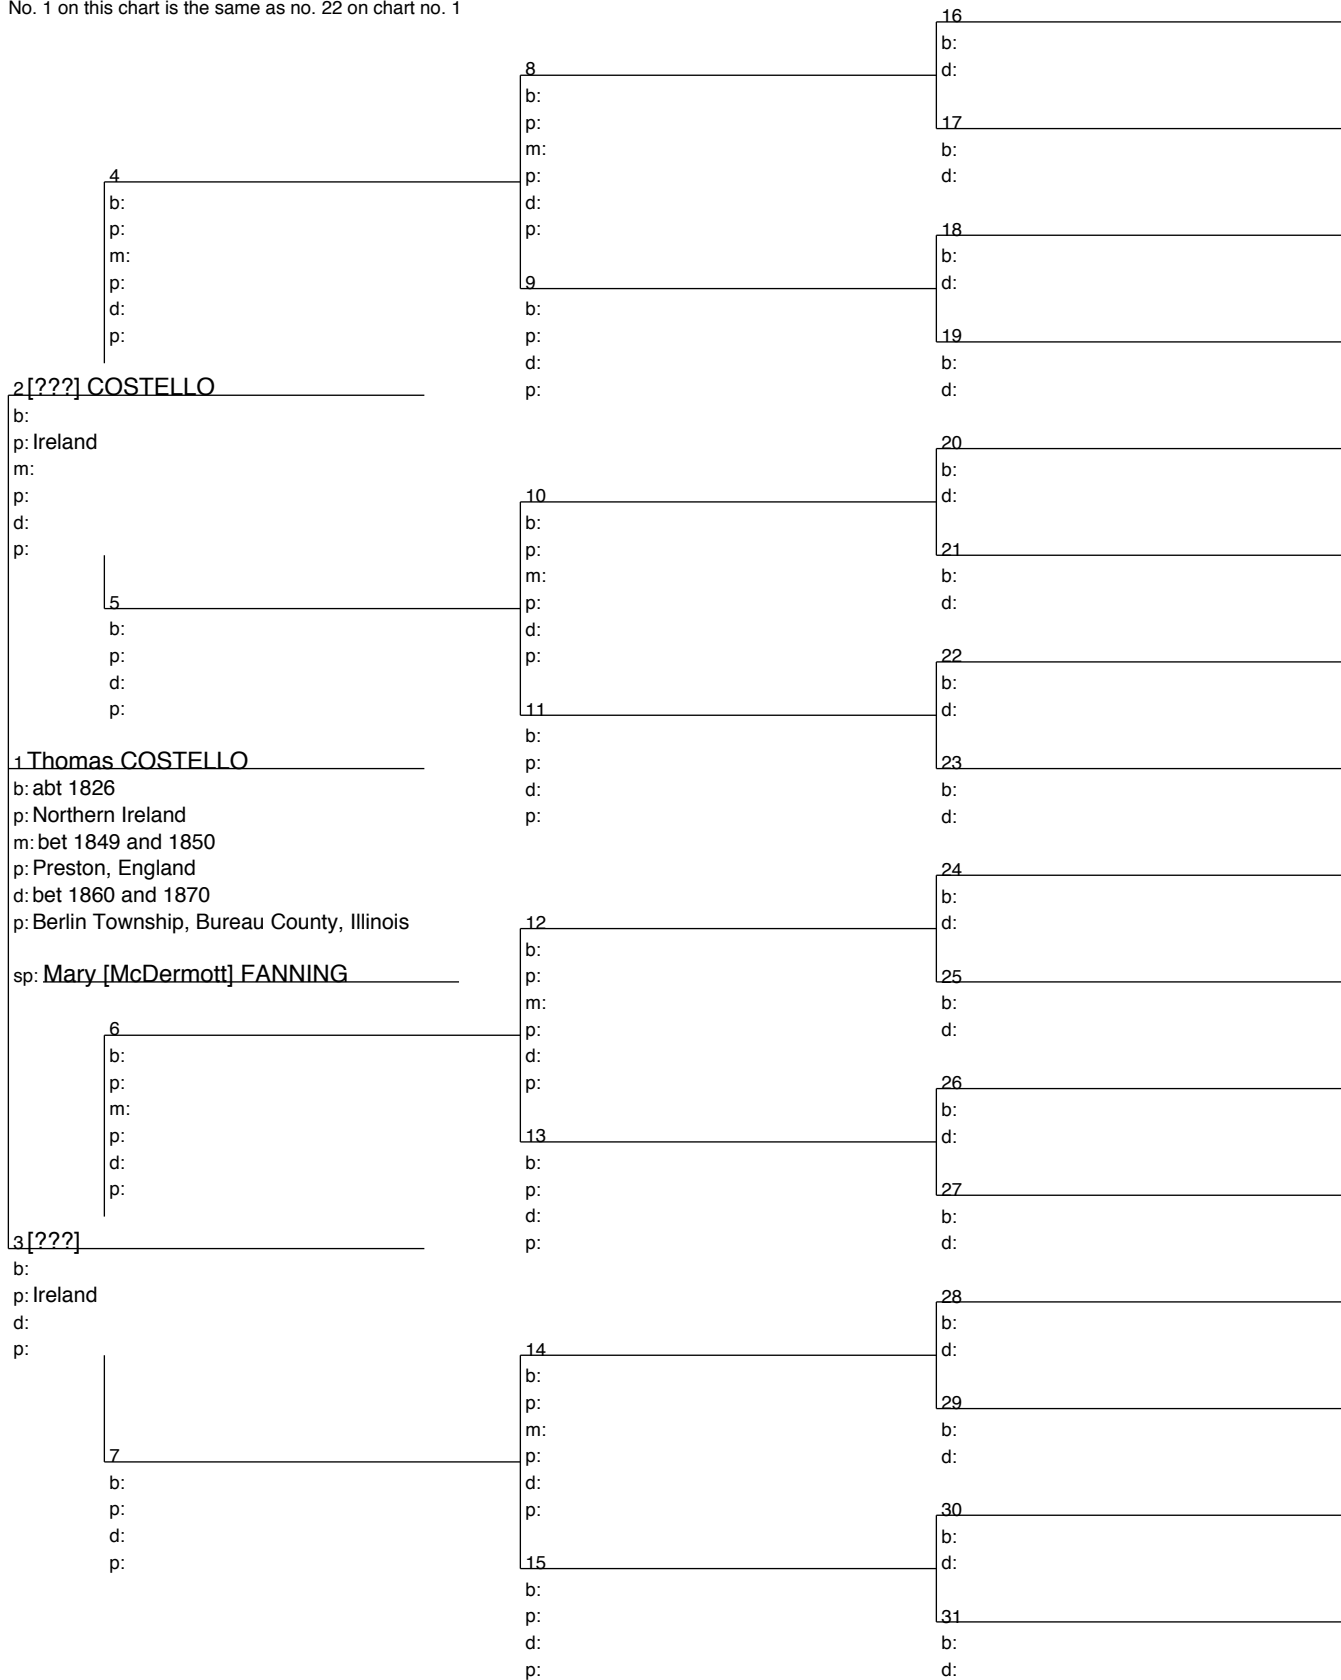 No. 1 on this chart is the same as no. 22 on chart no. 1
4
b:
p:
m:
p:
d:
p:
2 [???] COSTELLO
b:
p: Ireland
m:
p:
d:
p:
5
b:
p:
d:
p:
1 Thomas COSTELLO
b: abt 1826
p: Northern Ireland
m: bet 1849 and 1850
p: Preston, England
d: bet 1860 and 1870
p: Berlin Township, Bureau County, Illinois
sp: Mary [McDermott] FANNING
6
b:
p:
m:
p:
d:
p:
3 [???]
b:
p: Ireland
d:
p:
7
b:
p:
d:
p:
8
b:
p:
m:
p:
d:
p:
9
b:
p:
d:
p:
10
b:
p:
m:
p:
d:
p:
11
b:
p:
d:
p:
12
b:
p:
m:
p:
d:
p:
13
b:
p:
d:
p:
14
b:
p:
m:
p:
d:
p:
15
b:
p:
d:
p:
16
b:
d:
17
b:
d:
18
b:
d:
19
b:
d:
20
b:
d:
21
b:
d:
22
b:
d:
23
b:
d:
24
b:
d:
25
b:
d:
26
b:
d:
27
b:
d:
28
b:
d:
29
b:
d:
30
b:
d:
31
b:
d: